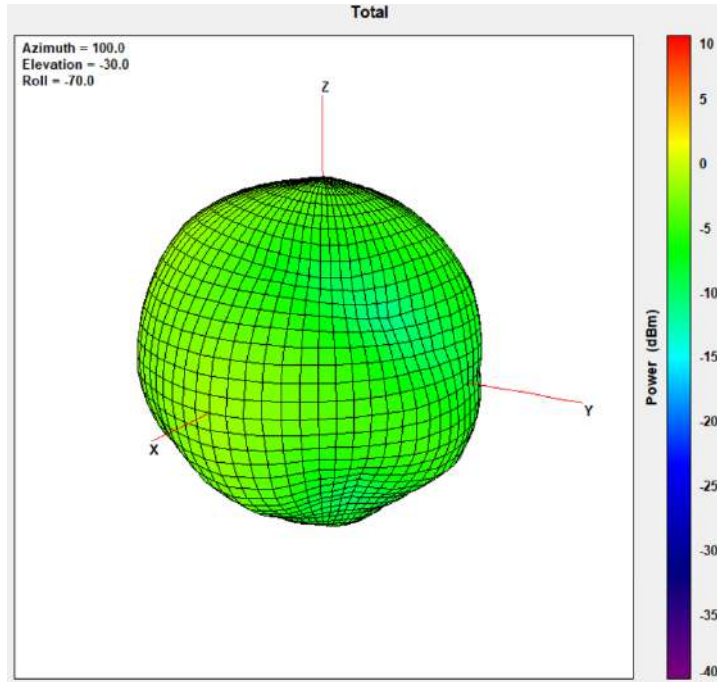 Total
Azimuth = 100.0
Elevation = -30.0
Roll = -70.0
Z
Y
X
10
5
0
-5
-10
-15
-20
-25
-30
-35
-40
Power (dBm)